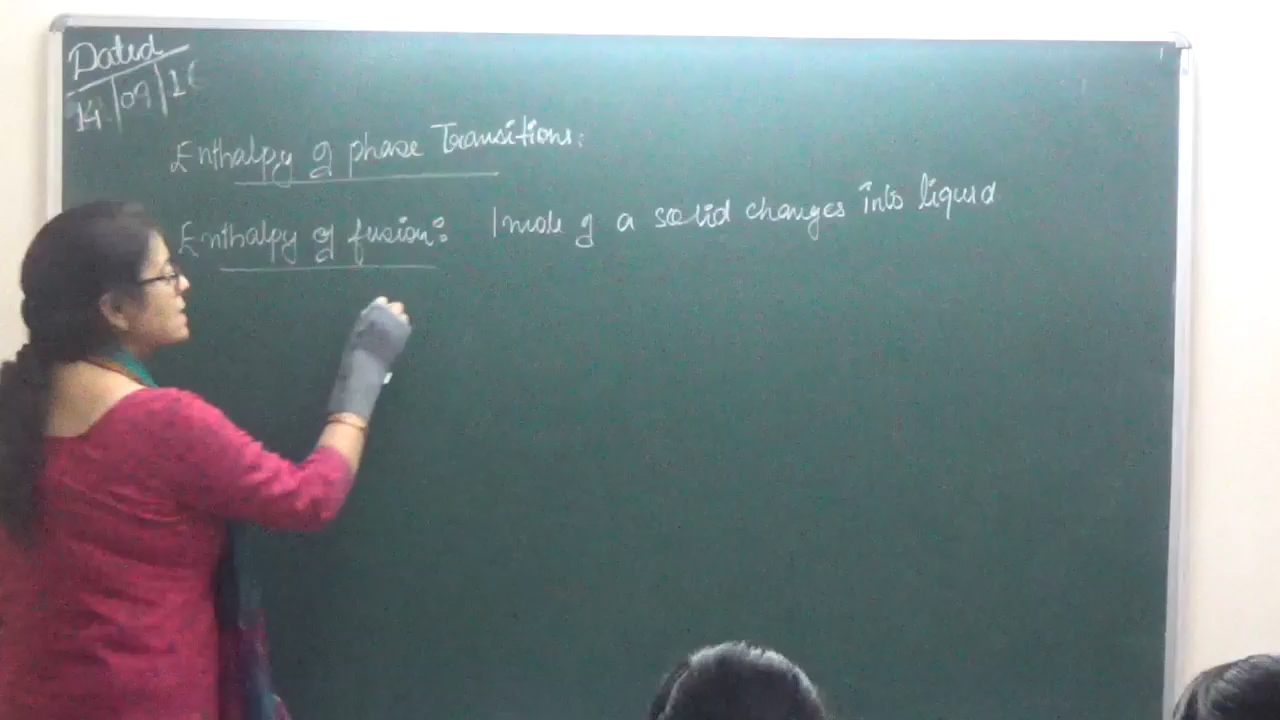 Dated
14/09/16
Enthalpy of phase Transitions:
Enthalpy of fusion: 1 mole of a solid changes into liquid